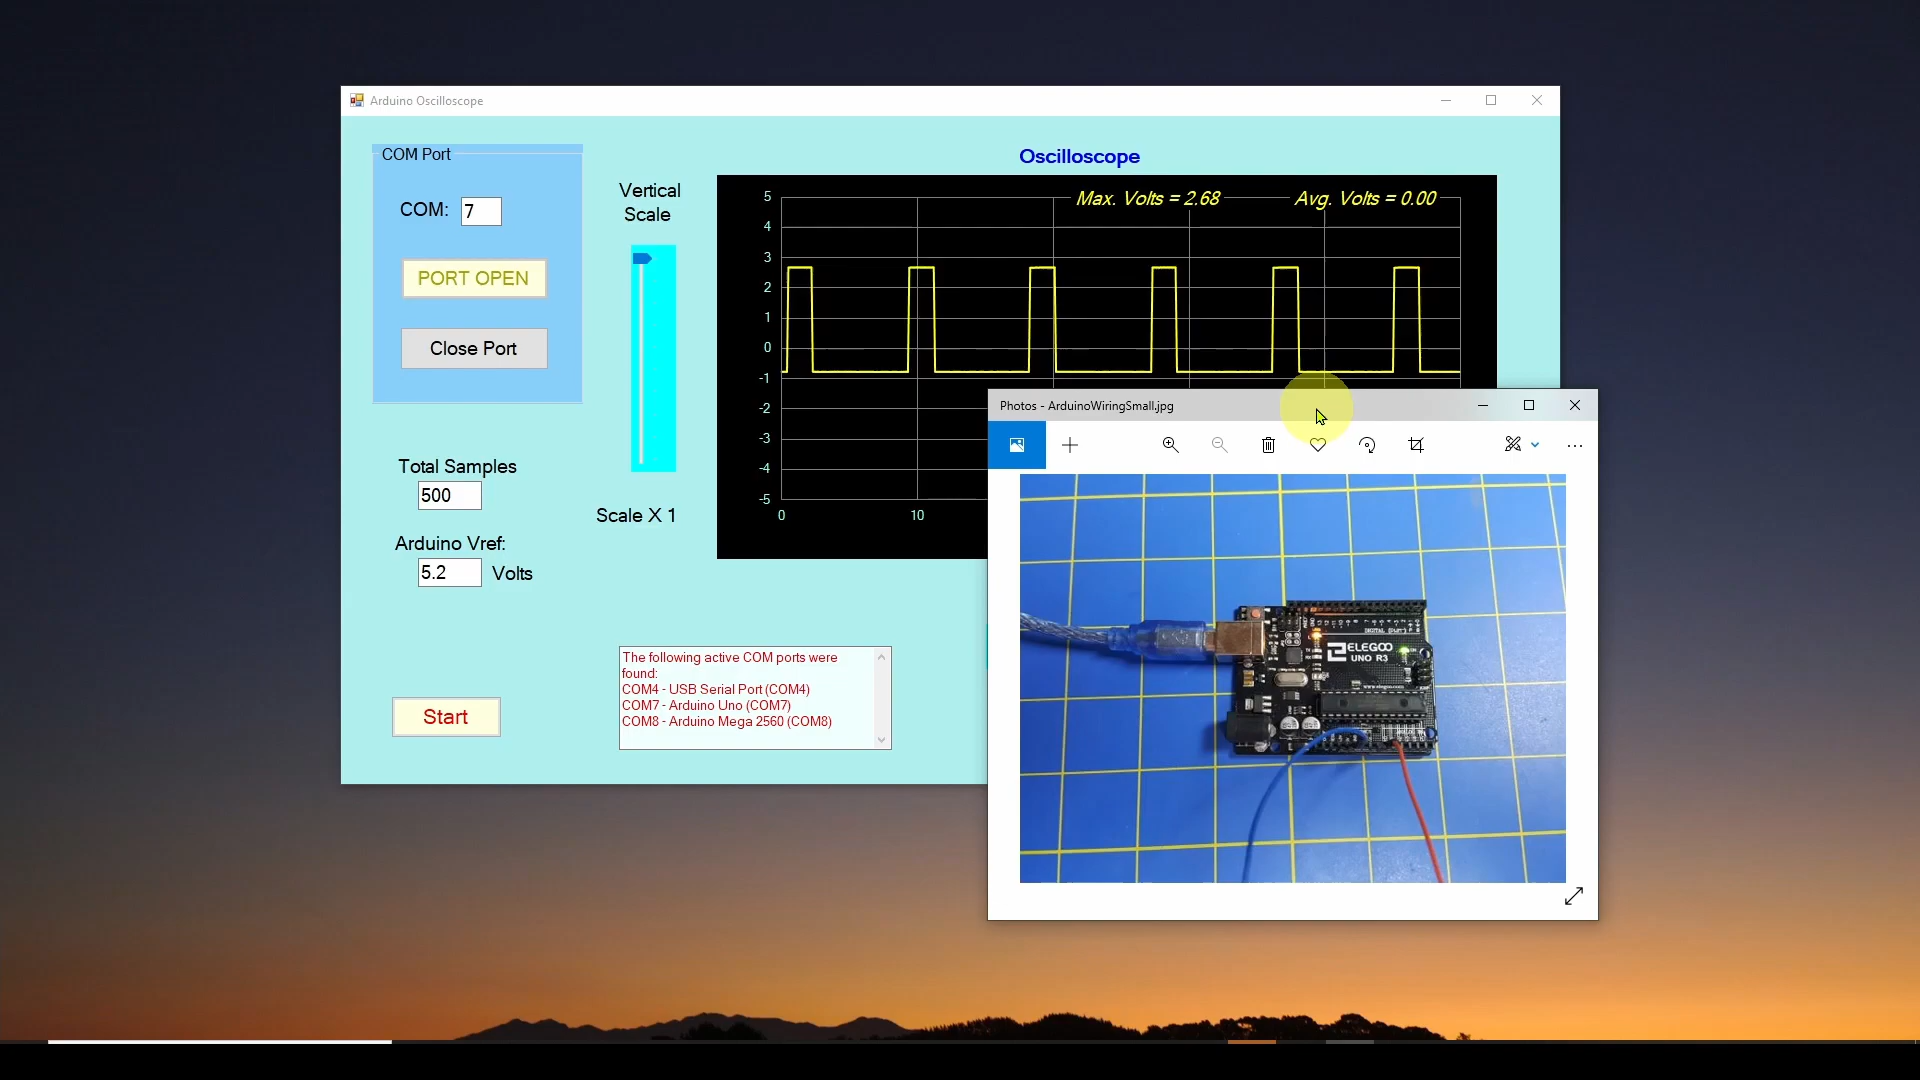 Arduino Oscilloscope
COM Port
COM: 7
PORT OPEN
Close Port
Total Samples
500
Arduino Vref:
5.2 Volts
Start
Vertical
Scale
Scale X 1
Oscilloscope
Max. Volts = 2.68
Avg. Volts = 0.00
5
4
3
2
1
0
-1
-2
-3
-4
-5
0
10
The following active COM ports were
found:
COM4 - USB Serial Port (COM4)
COM7 - Arduino Uno (COM7)
COM8 - Arduino Mega 2560 (COM8)
Photos - ArduinoWiringSmall.jpg
DIGITAL
ELEGOO
UNO R3